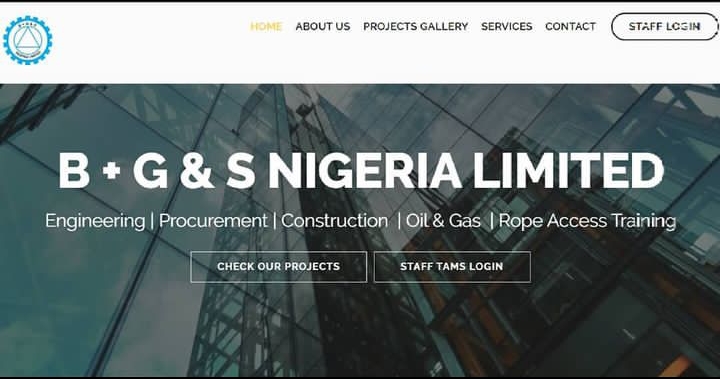 HOME ABOUT US PROJECTS GALLERY SERVICES CONTACT STAFF LOGIN
B + G & S NIGERIA LIMITED
Engineering | Procurement | Construction | Oil & Gas | Rope Access Training
CHECK OUR PROJECTS STAFF TAMS LOGIN